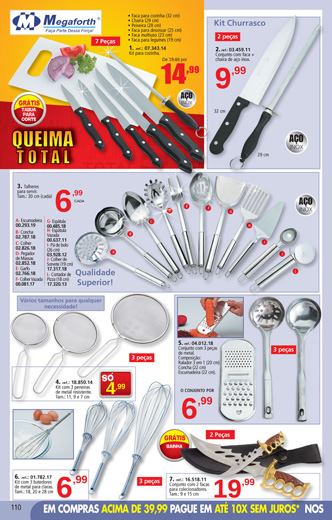 Megaforth®
Faça Parte Dessa Força!
7 Peças
• Faca para cozinha (32 cm)
• Churrasco (29 cm)
• Peixeira (28 cm)
• Faca para desossar (25 cm)
• Faca multiuso (22 cm)
• Faca para legumes (19 cm)
1. ref.: 07.343.14
Kit para cozinha.
14,99
AÇO
INOX
GRÁTIS
TÁBUA
PARA
CORTE
QUEIMA
TOTAL
Kit Churrasco
2 peças
2. ref.: 03.459.11
Conjunto com faca +
chaira de aço inox.
9,99
32 cm
29 cm
AÇO
INOX
3. Talheres
para servir.
Tam.: 30 cm (cada)
6,99
CADA
A- Escumadeira
00.293.19
B- Concha
02.787.18
C- Colher
02.826.18
D- Pegador
de Massas
02.852.18
E- Garfo
02.766.18
F- Colher Vazada
00.081.17
G- Espátula
00.485.18
H- Espátula
Vazada
00.637.11
I- Pá de bolo
(26 cm)
03.928.12
J- Colher de
Sorvete (19 cm)
17.317.18
K- Cortador de
Pizza (18 cm)
17.320.13
Qualidade
Superior!
Vários tamanhos para qualquer
necessidade!
3 peças
4. ref.: 18.850.14
Kit com 3 peneiras
de metal resistente.
Tam.: 11, 9 e 7 cm
SÓ
4,99
3 peças
5. ref.: 04.012.18
Conjunto com 3 peças
de metal.
Composição:
Ralador 3 em 1 (20 cm)
Concha (22 cm)
Escumadeira (22 cm).
O CONJUNTO POR
6,99
3 peças
6. ref.: 01.782.17
Kit com 3 batedores
de metal para claras.
Tam.: 18, 20 e 28 cm
6,99
GRÁTIS
BAINHA
2 Peças
7. ref.: 16.518.11
Conjunto com 2 facas
para colecionadores.
Tam.: 9 e 15 cm
19,99
110
EM COMPRAS ACIMA DE 39,99 PAGUE EM ATÉ 10X SEM JUROS* NOS